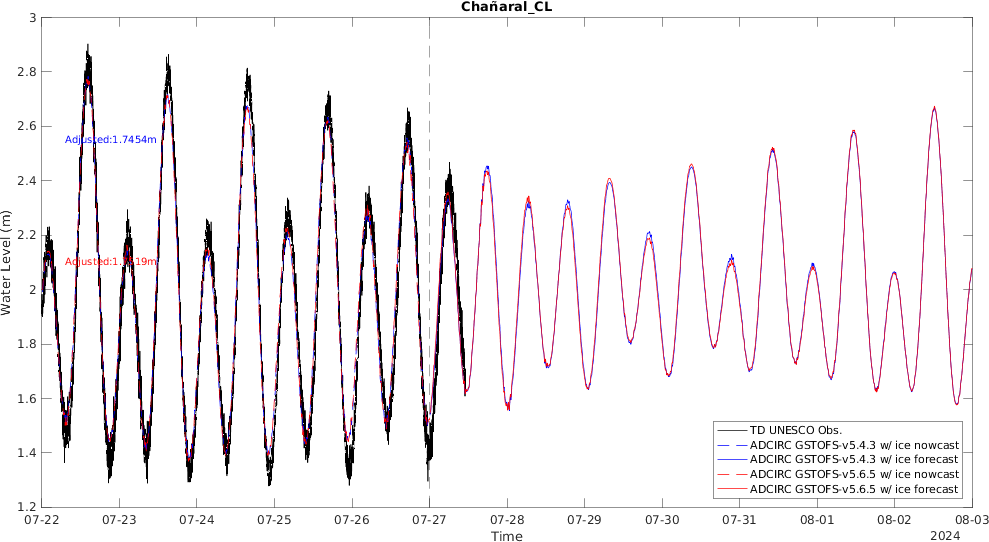 Chañaral_CL
Water Level (m)
3
2.8
2.6
2.4
2.2
2
1.8
1.6
1.4
1.2
Adjusted:1.7454m
TD UNESCO Obs.
ADCIRC GSTOFS-v5.4.3 w/ ice nowcast
ADCIRC GSTOFS-v5.4.3 w/ ice forecast
ADCIRC GSTOFS-v5.6.5 w/ ice nowcast
ADCIRC GSTOFS-v5.6.5 w/ ice forecast
07-22 07-23 07-24 07-25 07-26 07-27 07-28 07-29 07-30 07-31 08-01 08-02 08-03
Time
2024